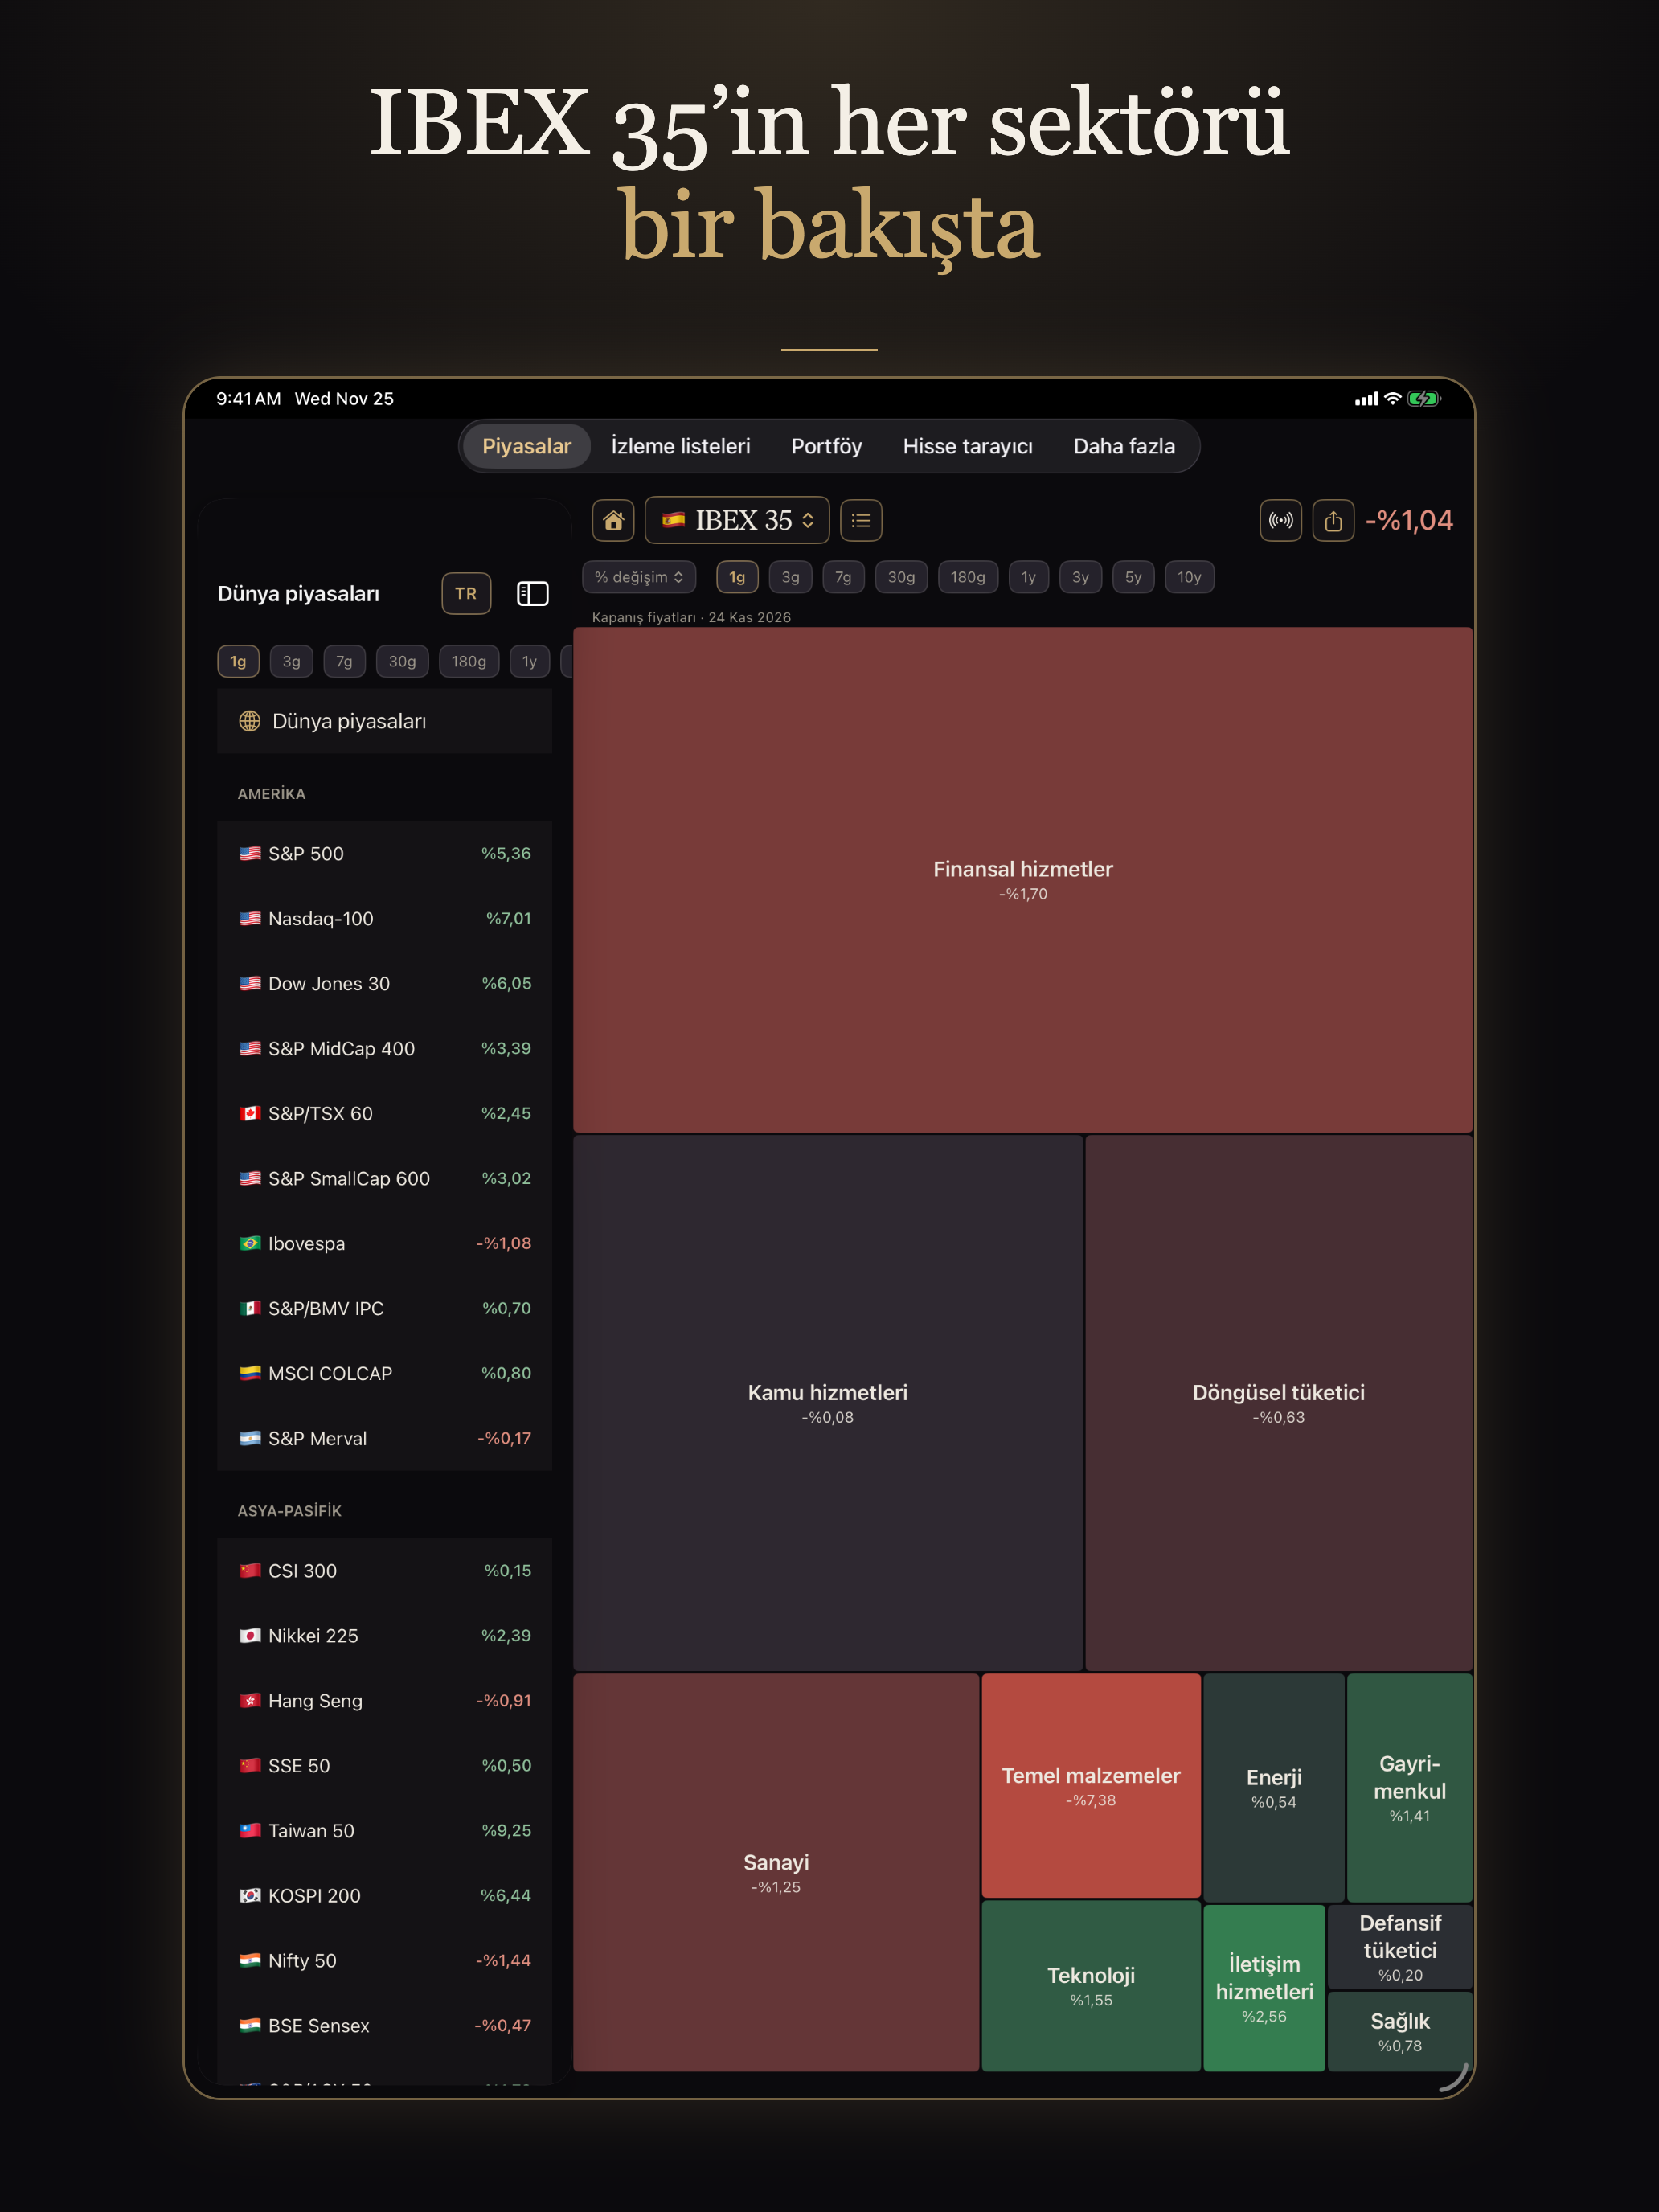 IBEX 35’in her sektörü
bir bakışta
9:41 AM Wed Nov 25
Piyasalar İzleme listeleri Portföy Hisse tarayıcı Daha fazla
IBEX 35
-%1,04
% değişim 1g 3g 7g 30g 180g 1y 3y 5y 10y
Kapanış fiyatları · 24 Kas 2026
Dünya piyasaları TR
1g 3g 7g 30g 180g 1y
Dünya piyasaları
AMERİKA
S&P 500 %5,36
Nasdaq-100 %7,01
Dow Jones 30 %6,05
S&P MidCap 400 %3,39
S&P/TSX 60 %2,45
S&P SmallCap 600 %3,02
Ibovespa -%1,08
S&P/BMV IPC %0,70
MSCI COLCAP %0,80
S&P Merval -%0,17
ASYA-PASİFİK
CSI 300 %0,15
Nikkei 225 %2,39
Hang Seng -%0,91
SSE 50 %0,50
Taiwan 50 %9,25
KOSPI 200 %6,44
Nifty 50 -%1,44
BSE Sensex -%0,47
Finansal hizmetler
-%1,70
Kamu hizmetleri
-%0,08
Döngüsel tüketici
-%0,63
Sanayi
-%1,25
Temel malzemeler
-%7,38
Enerji
%0,54
Gayri-
menkul
%1,41
Teknoloji
%1,55
İletişim
hizmetleri
%2,56
Defansif
tüketici
%0,20
Sağlık
%0,78